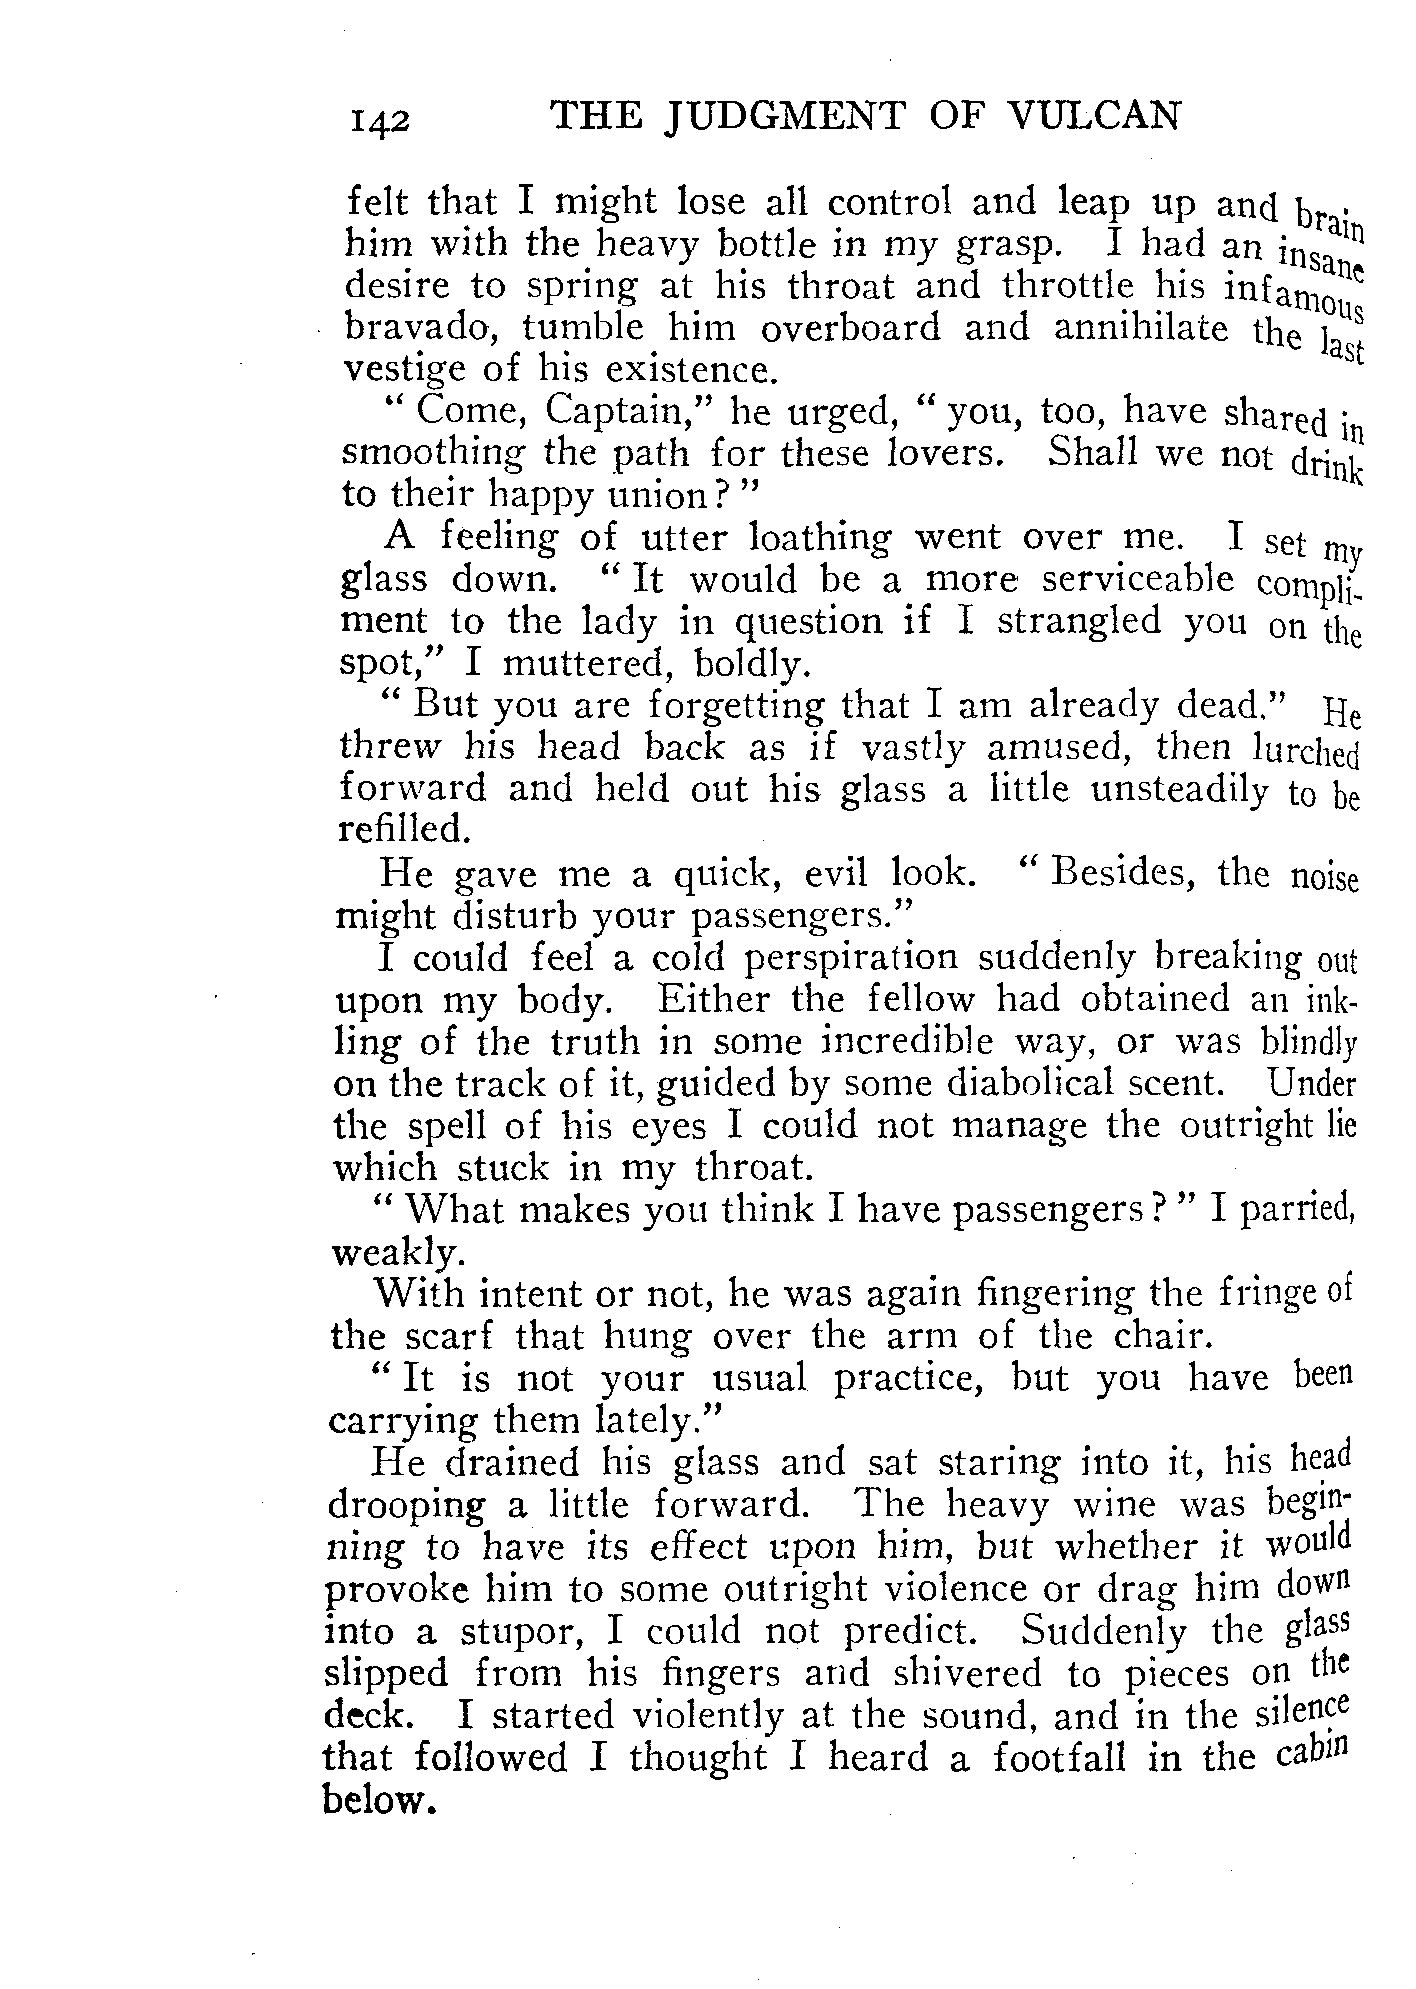 142 THE JUDGMENT OF VULCAN
felt that I might lose all control and leap up and brain
him with the heavy bottle in my grasp. I had an insane
desire to spring at his throat and throttle his infamous
bravado, tumble him overboard and annihilate the last
vestige of his existence.
" Come, Captain," he urged, " you, too, have shared in
smoothing the path for these lovers. Shall we not drink
to their happy union? "
A feeling of utter loathing went over me. I set my
glass down. " It would be a more serviceable compli-
ment to the lady in question if I strangled you on the
spot," I muttered, boldly.
" But you are forgetting that I am already dead." He
threw his head back as if vastly amused, then lurched
forward and held out his glass a little unsteadily to be
refilled.
He gave me a quick, evil look. " Besides, the noise
might disturb your passengers."
I could feel a cold perspiration suddenly breaking out
upon my body. Either the fellow had obtained an ink-
ling of the truth in some incredible way, or was blindly
on the track of it, guided by some diabolical scent. Under
the spell of his eyes I could not manage the outright lie
which stuck in my throat.
" What makes you think I have passengers? " I parried,
weakly.
With intent or not, he was again fingering the fringe of
the scarf that hung over the arm of the chair.
" It is not your usual practice, but you have been
carrying them lately."
He drained his glass and sat staring into it, his head
drooping a little forward. The heavy wine was begin-
ning to have its effect upon him, but whether it would
provoke him to some outright violence or drag him down
into a stupor, I could not predict. Suddenly the glass
slipped from his fingers and shivered to pieces on the
deck. I started violently at the sound, and in the silence
that followed I thought I heard a footfall in the cabin
below.